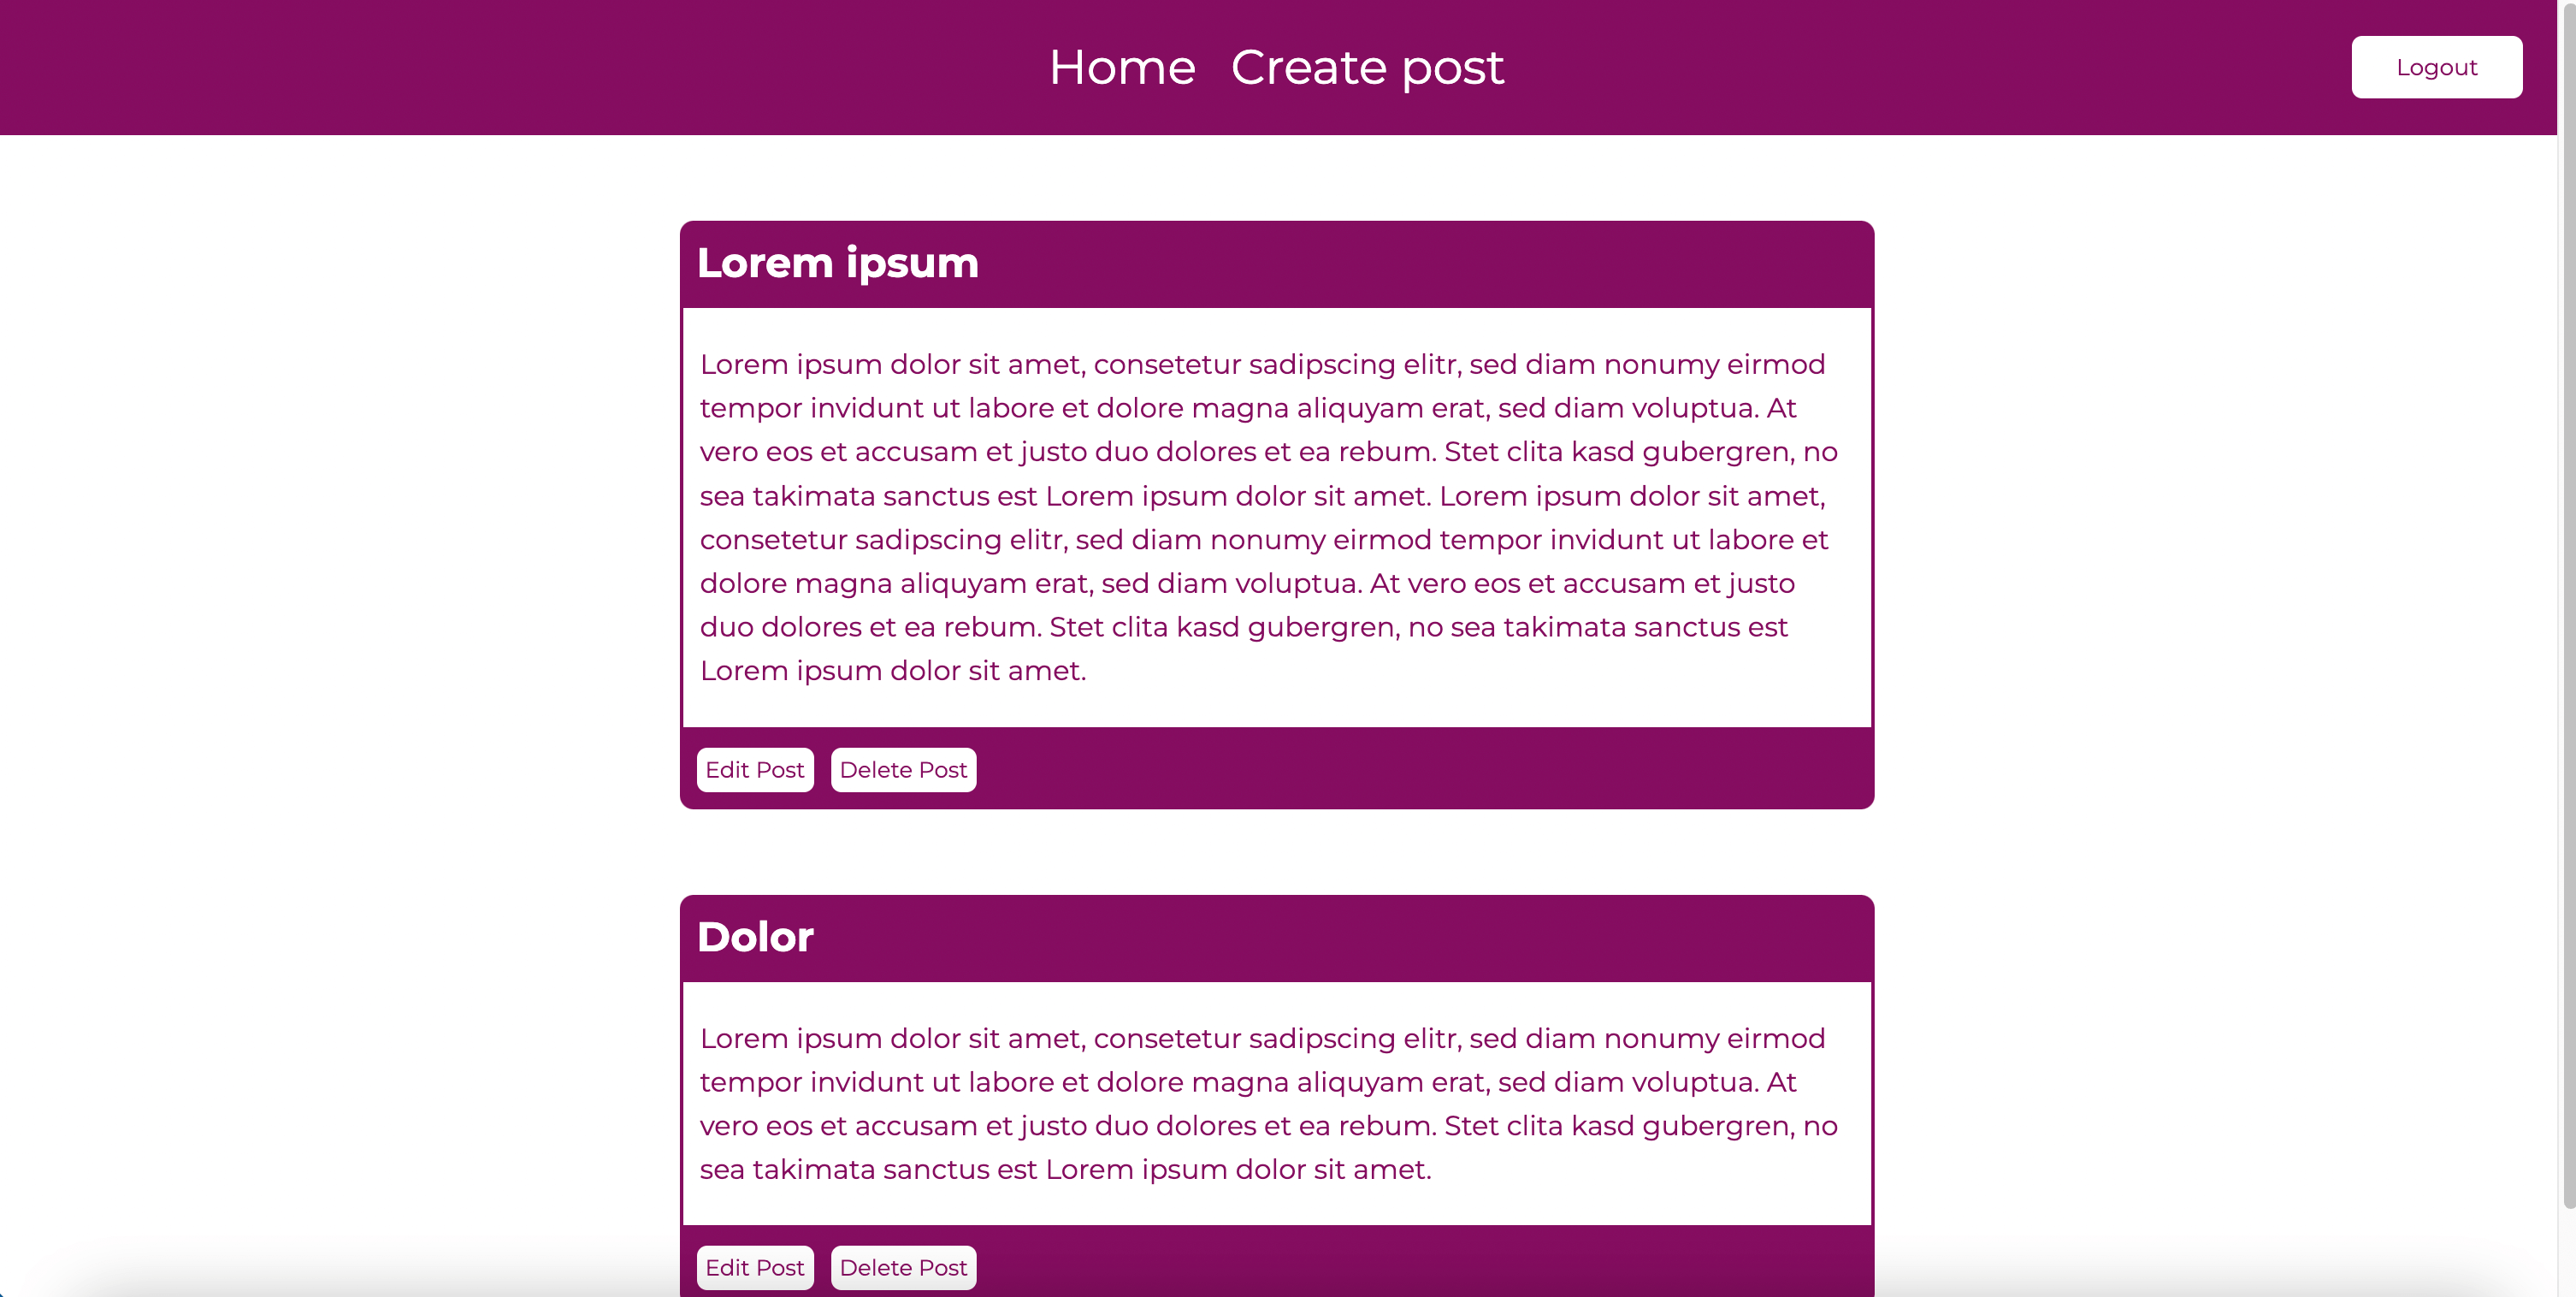 Home Create post Logout
Lorem ipsum
Lorem ipsum dolor sit amet, consetetur sadipscing elitr, sed diam nonumy eirmod
tempor invidunt ut labore et dolore magna aliquyam erat, sed diam voluptua. At
vero eos et accusam et justo duo dolores et ea rebum. Stet clita kasd gubergren, no
sea takimata sanctus est Lorem ipsum dolor sit amet. Lorem ipsum dolor sit amet,
consetetur sadipscing elitr, sed diam nonumy eirmod tempor invidunt ut labore et
dolore magna aliquyam erat, sed diam voluptua. At vero eos et accusam et justo
duo dolores et ea rebum. Stet clita kasd gubergren, no sea takimata sanctus est
Lorem ipsum dolor sit amet.
Edit Post Delete Post
Dolor
Lorem ipsum dolor sit amet, consetetur sadipscing elitr, sed diam nonumy eirmod
tempor invidunt ut labore et dolore magna aliquyam erat, sed diam voluptua. At
vero eos et accusam et justo duo dolores et ea rebum. Stet clita kasd gubergren, no
sea takimata sanctus est Lorem ipsum dolor sit amet.
Edit Post Delete Post